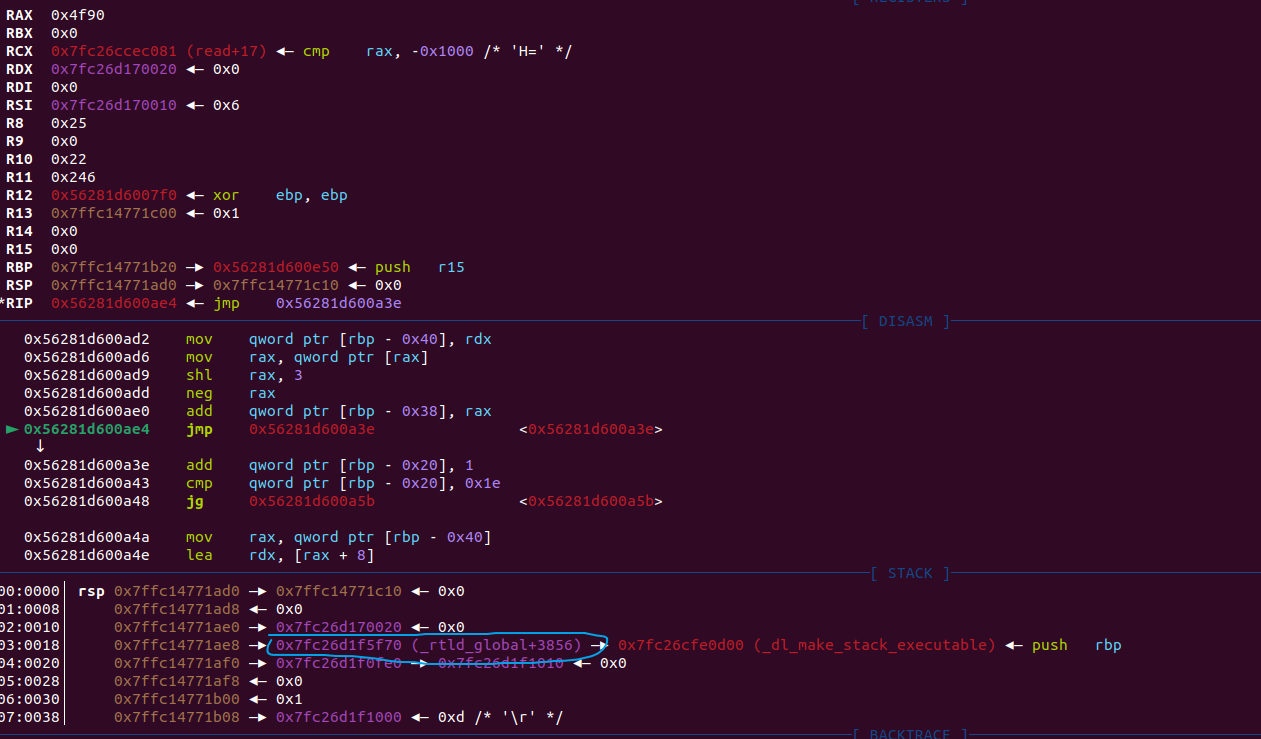 [ REGISTERS ]
RAX 0x4f90
RBX 0x0
RCX 0x7fc26ccec081 (read+17) ◂— cmp rax, -0x1000 /* 'H=' */
RDX 0x7fc26d170020 ◂— 0x0
RDI 0x0
RSI 0x7fc26d170010 ◂— 0x6
R8 0x25
R9 0x0
R10 0x22
R11 0x246
R12 0x56281d6007f0 ◂— xor ebp, ebp
R13 0x7ffc14771c00 ◂— 0x1
R14 0x0
R15 0x0
RBP 0x7ffc14771b20 —▸ 0x56281d600e50 ◂— push r15
RSP 0x7ffc14771ad0 —▸ 0x7ffc14771c10 ◂— 0x0
*RIP 0x56281d600ae4 ◂— jmp 0x56281d600a3e
[ DISASM ]
0x56281d600ad2 mov qword ptr [rbp - 0x40], rdx
0x56281d600ad6 mov rax, qword ptr [rax]
0x56281d600ad9 shl rax, 3
0x56281d600add neg rax
0x56281d600ae0 add qword ptr [rbp - 0x38], rax
► 0x56281d600ae4 jmp 0x56281d600a3e <0x56281d600a3e>
↓
0x56281d600a3e add qword ptr [rbp - 0x20], 1
0x56281d600a43 cmp qword ptr [rbp - 0x20], 0x1e
0x56281d600a48 jg 0x56281d600a5b <0x56281d600a5b>
0x56281d600a4a mov rax, qword ptr [rbp - 0x40]
0x56281d600a4e lea rdx, [rax + 8]
[ STACK ]
00:0000│ rsp 0x7ffc14771ad0 —▸ 0x7ffc14771c10 ◂— 0x0
01:0008│ 0x7ffc14771ad8 ◂— 0x0
02:0010│ 0x7ffc14771ae0 —▸ 0x7fc26d170020 ◂— 0x0
03:0018│ 0x7ffc14771ae8 —▸ 0x7fc26d1f5f70 (_rtld_global+3856) —▸ 0x7fc26cfe0d00 (_dl_make_stack_executable) ◂— push rbp
04:0020│ 0x7ffc14771af0 —▸ 0x7fc26d1f0fe0 —▸ 0x7fc26d1f1010 ◂— 0x0
05:0028│ 0x7ffc14771af8 ◂— 0x0
06:0030│ 0x7ffc14771b00 ◂— 0x1
07:0038│ 0x7ffc14771b08 —▸ 0x7fc26d1f1000 ◂— 0xd /* '\r' */
[ BACKTRACE ]